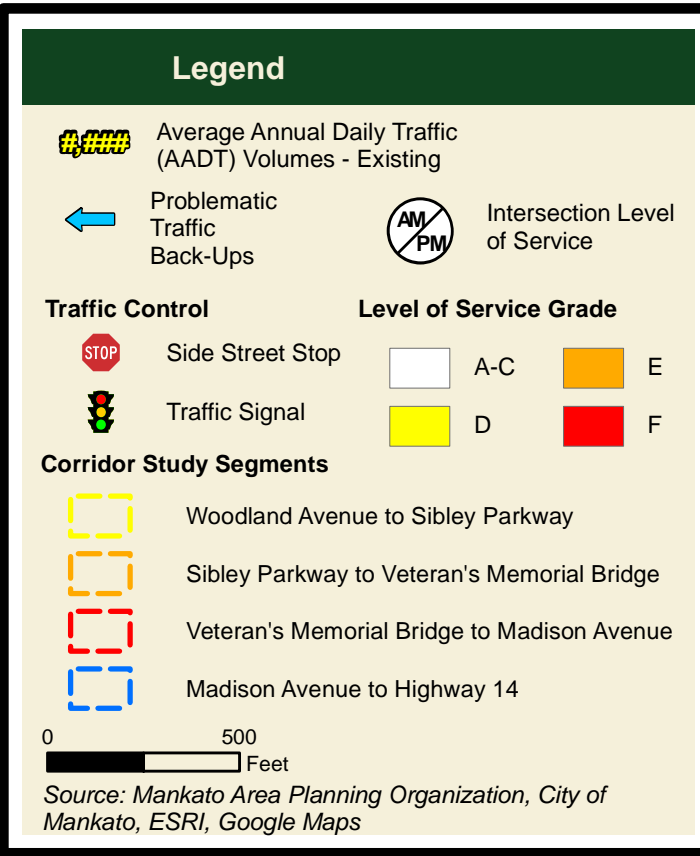 Legend
#,### Average Annual Daily Traffic
(AADT) Volumes - Existing
Problematic
Traffic
Back-Ups
AM
PM
Intersection Level
of Service
Traffic Control
STOP Side Street Stop
Traffic Signal
Level of Service Grade
A-C
E
D
F
Corridor Study Segments
Woodland Avenue to Sibley Parkway
Sibley Parkway to Veteran's Memorial Bridge
Veteran's Memorial Bridge to Madison Avenue
Madison Avenue to Highway 14
0 500
Feet
Source: Mankato Area Planning Organization, City of
Mankato, ESRI, Google Maps